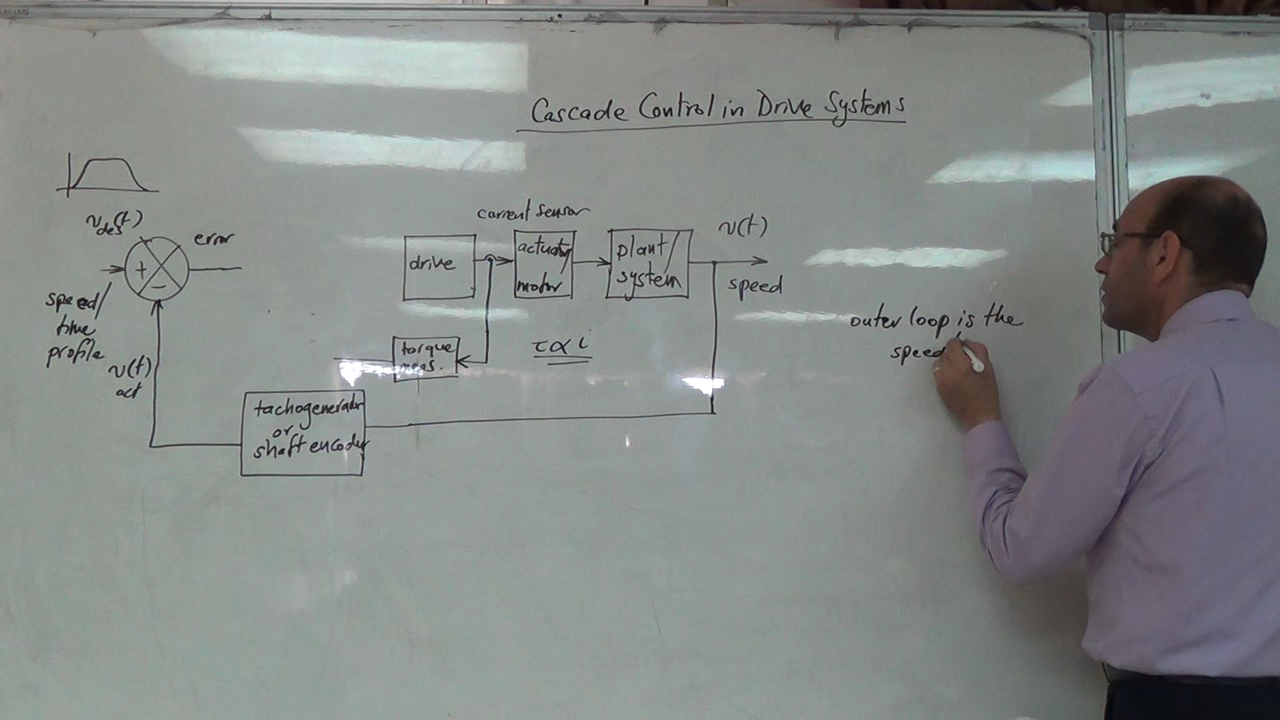 Cascade Control in Drive Systems
v des(t)
error
+
−
speed/
time
profile
v(t)
act
current sensor
drive
actuator/
motor
plant/
system
v(t)
speed
torque
meas.
τ α i
tachogenerator
or
shaft encoder
outer loop is the
speed